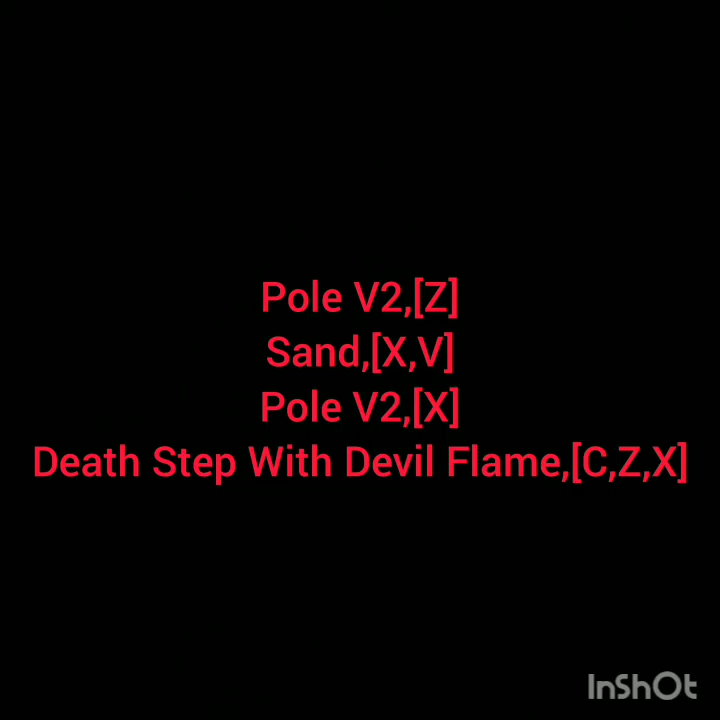 Pole V2,[Z]
Sand,[X,V]
Pole V2,[X]
Death Step With Devil Flame,[C,Z,X]
InShOt